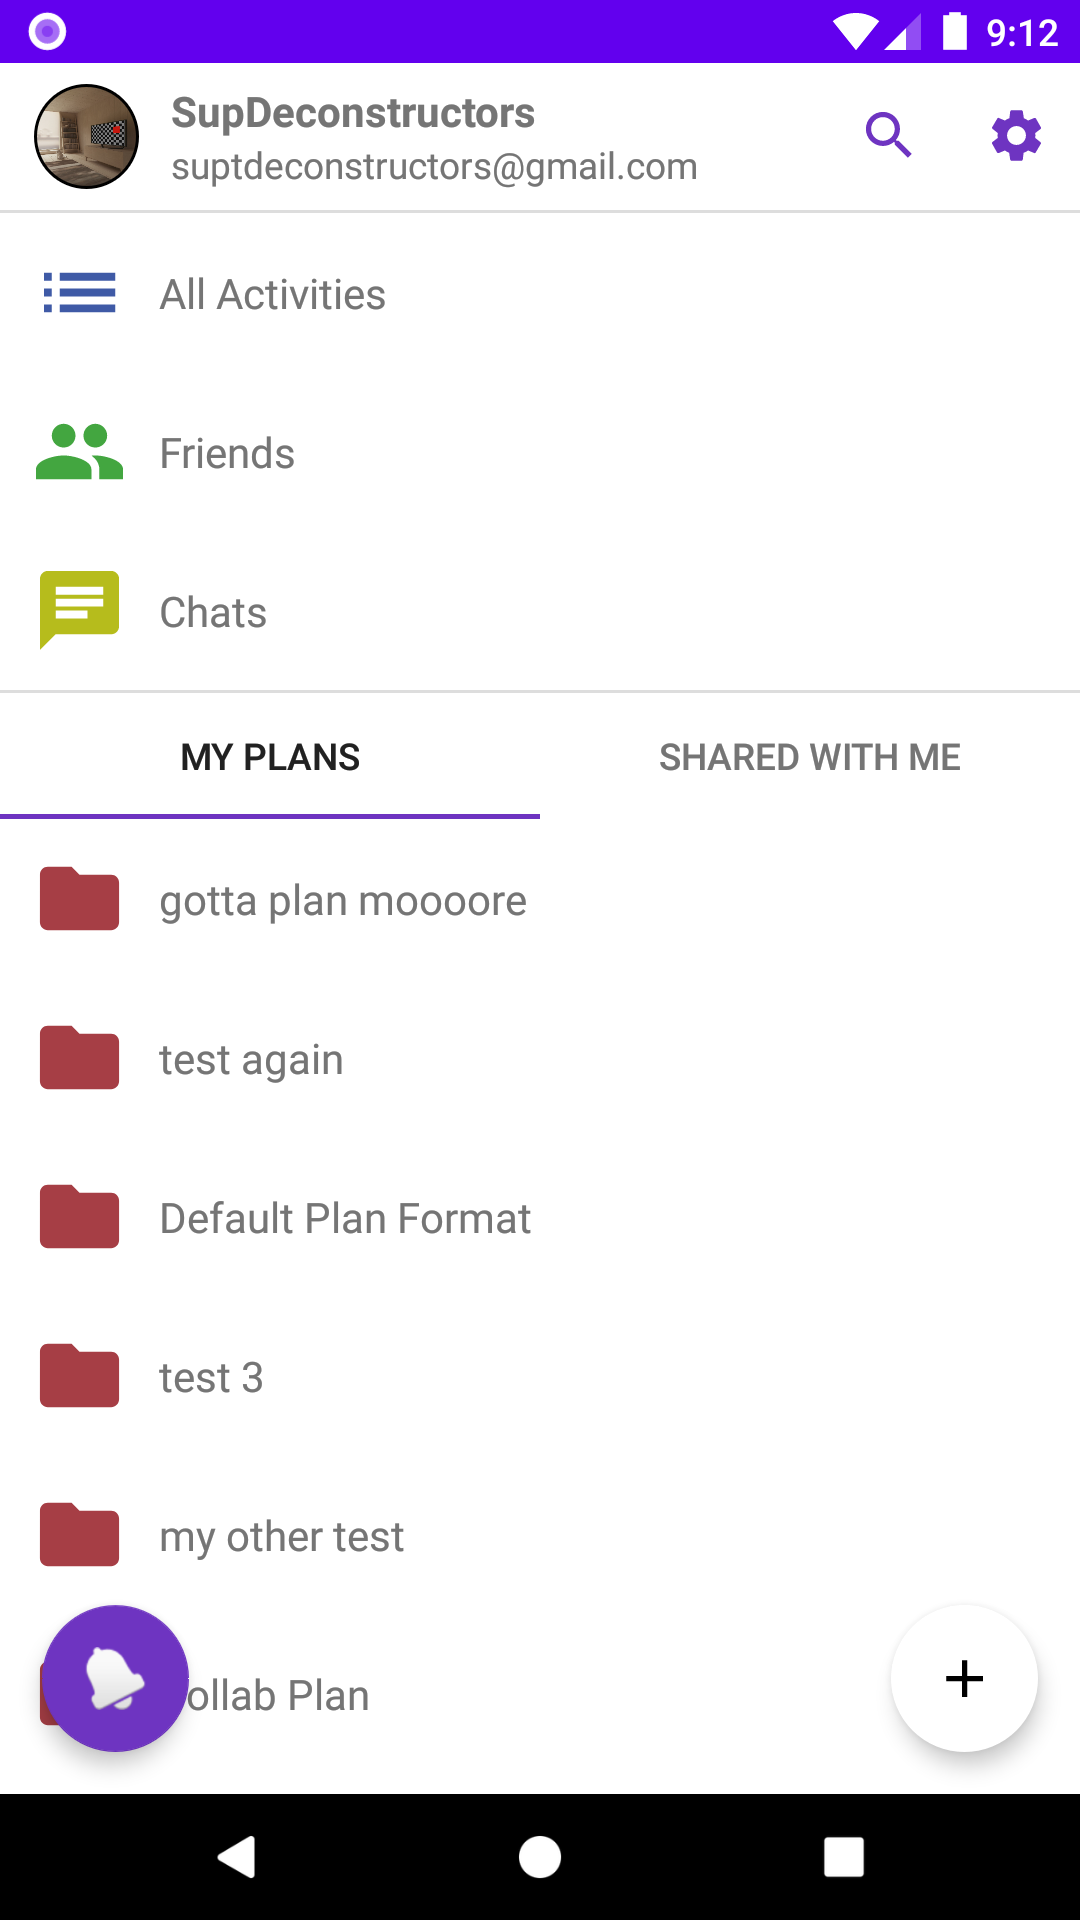 9:12
SupDeconstructors
suptdeconstructors@gmail.com
All Activities
Friends
Chats
MY PLANS
SHARED WITH ME
gotta plan moooore
test again
Default Plan Format
test 3
my other test
ollab Plan